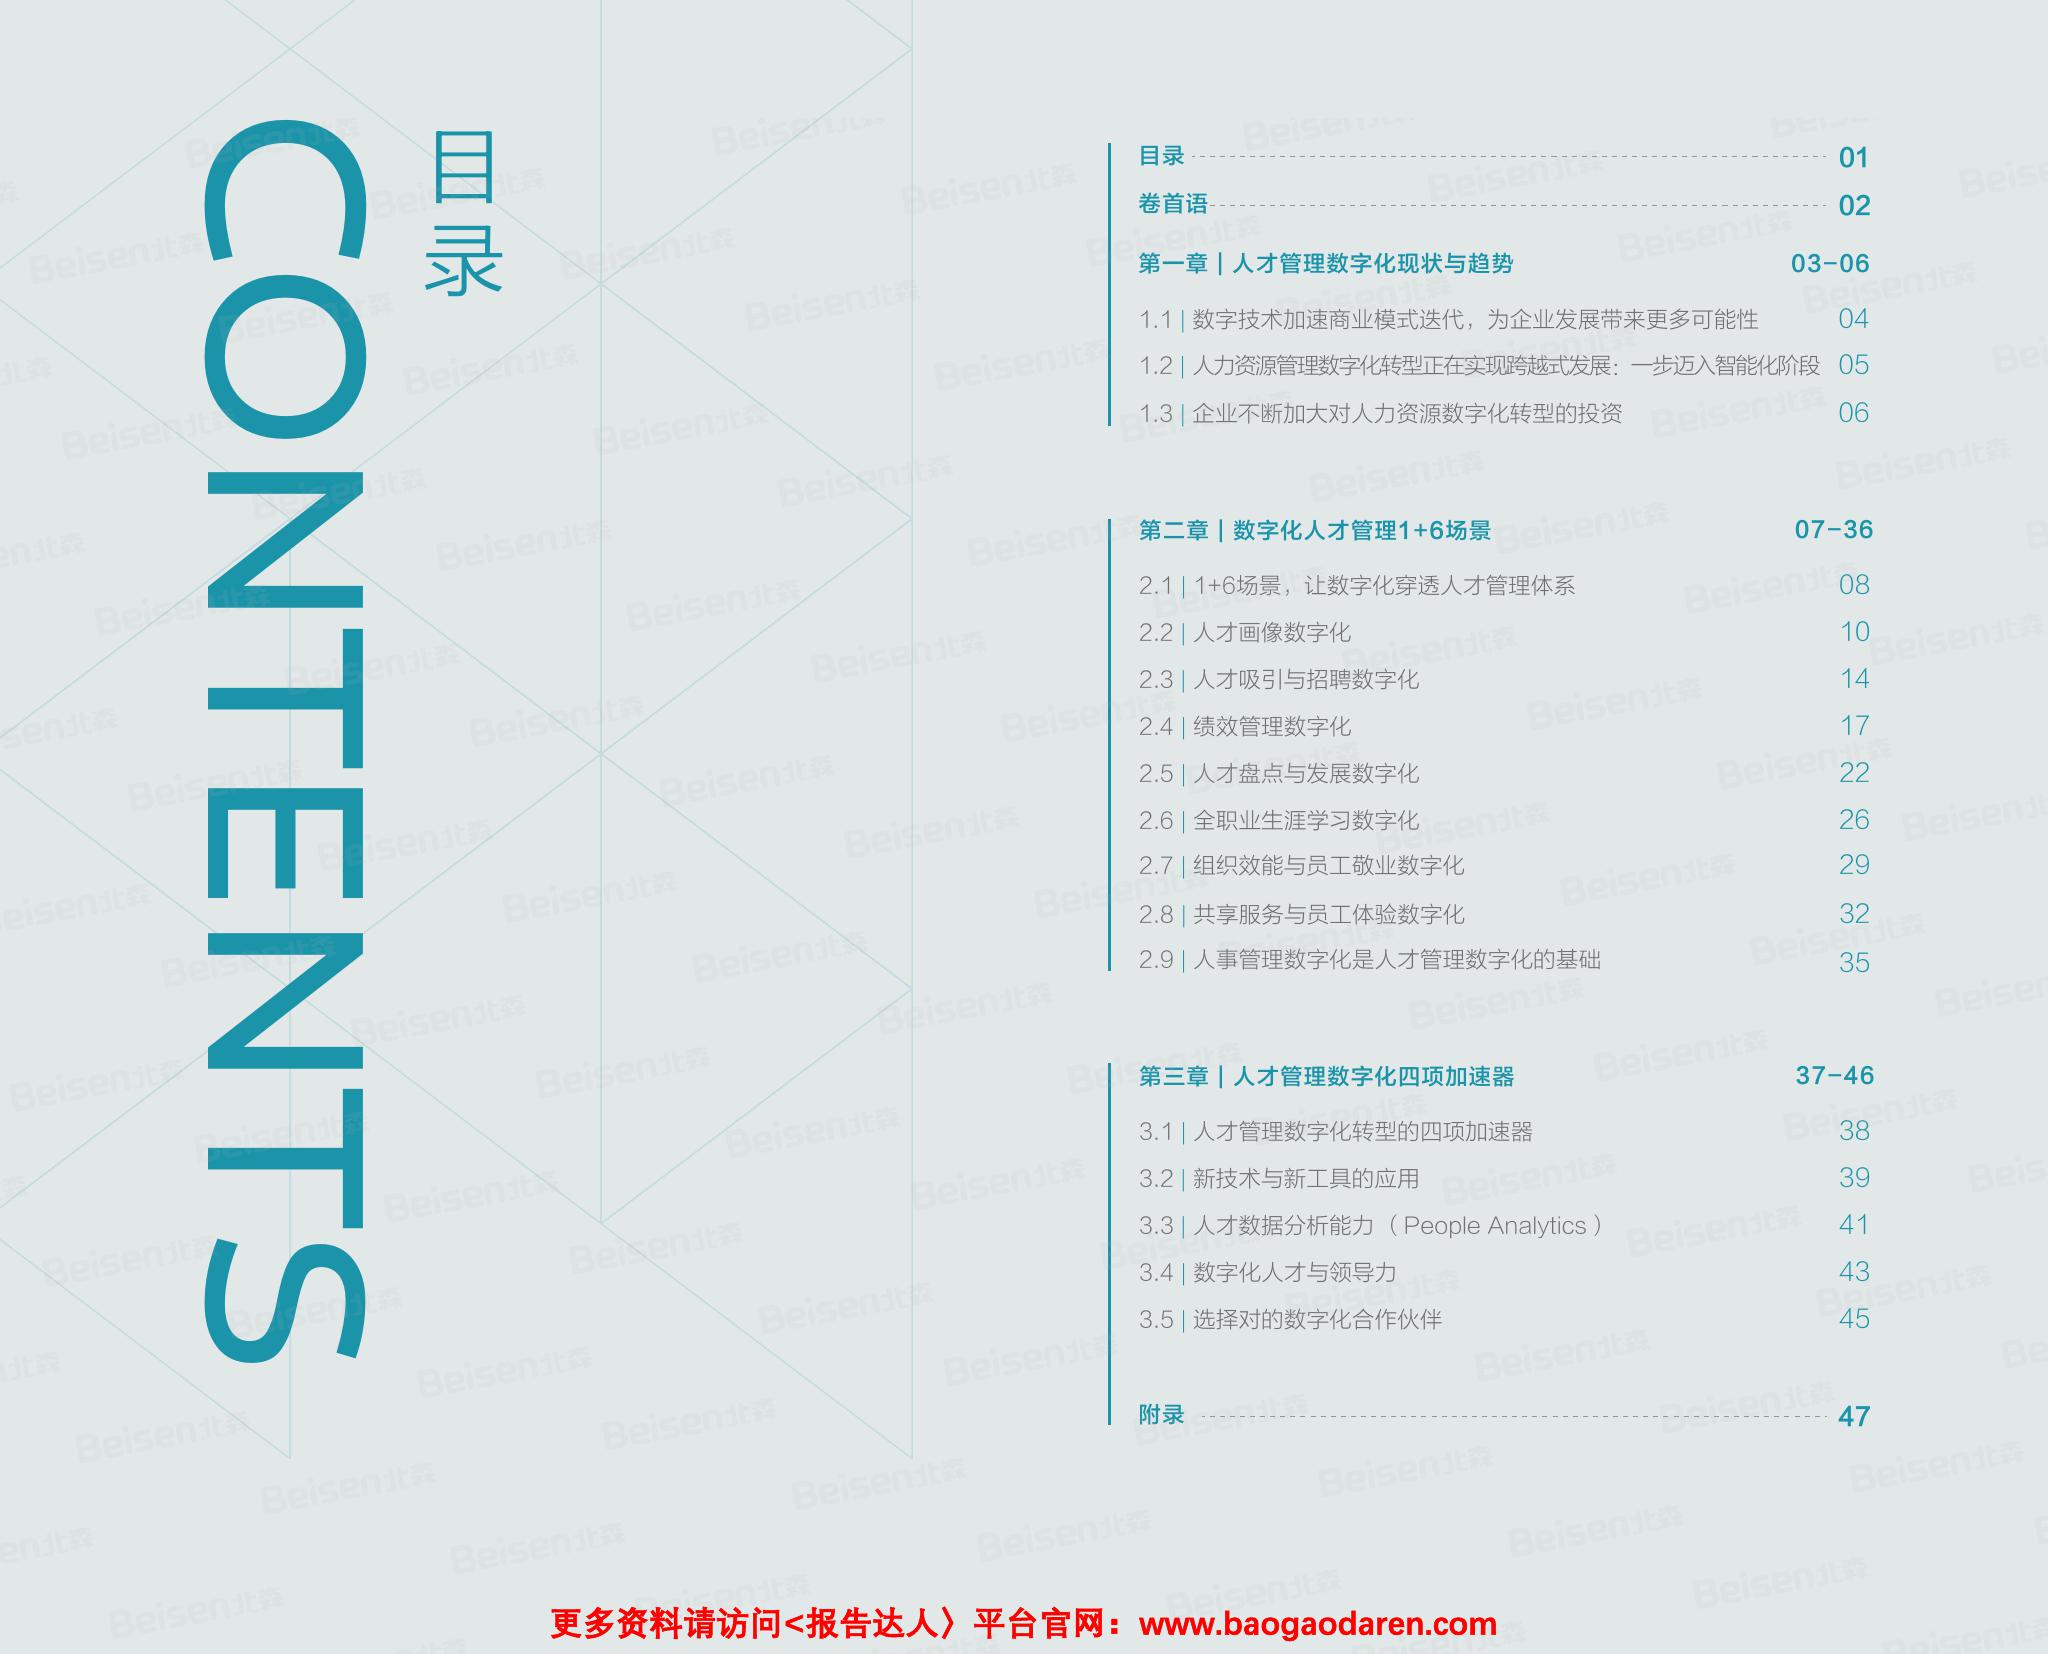 目录
CONTENTS
目录 01
卷首语 02
第一章 | 人才管理数字化现状与趋势 03-06
1.1 | 数字技术加速商业模式迭代，为企业发展带来更多可能性 04
1.2 | 人力资源管理数字化转型正在实现跨越式发展：一步迈入智能化阶段 05
1.3 | 企业不断加大对人力资源数字化转型的投资 06
第二章 | 数字化人才管理1+6场景 07-36
2.1 | 1+6场景，让数字化穿透人才管理体系 08
2.2 | 人才画像数字化 10
2.3 | 人才吸引与招聘数字化 14
2.4 | 绩效管理数字化 17
2.5 | 人才盘点与发展数字化 22
2.6 | 全职业生涯学习数字化 26
2.7 | 组织效能与员工敬业数字化 29
2.8 | 共享服务与员工体验数字化 32
2.9 | 人事管理数字化是人才管理数字化的基础 35
第三章 | 人才管理数字化四项加速器 37-46
3.1 | 人才管理数字化转型的四项加速器 38
3.2 | 新技术与新工具的应用 39
3.3 | 人才数据分析能力（People Analytics） 41
3.4 | 数字化人才与领导力 43
3.5 | 选择对的数字化合作伙伴 45
附录 47
更多资料请访问<报告达人〉平台官网：www.baogaodaren.com
Beisen北森